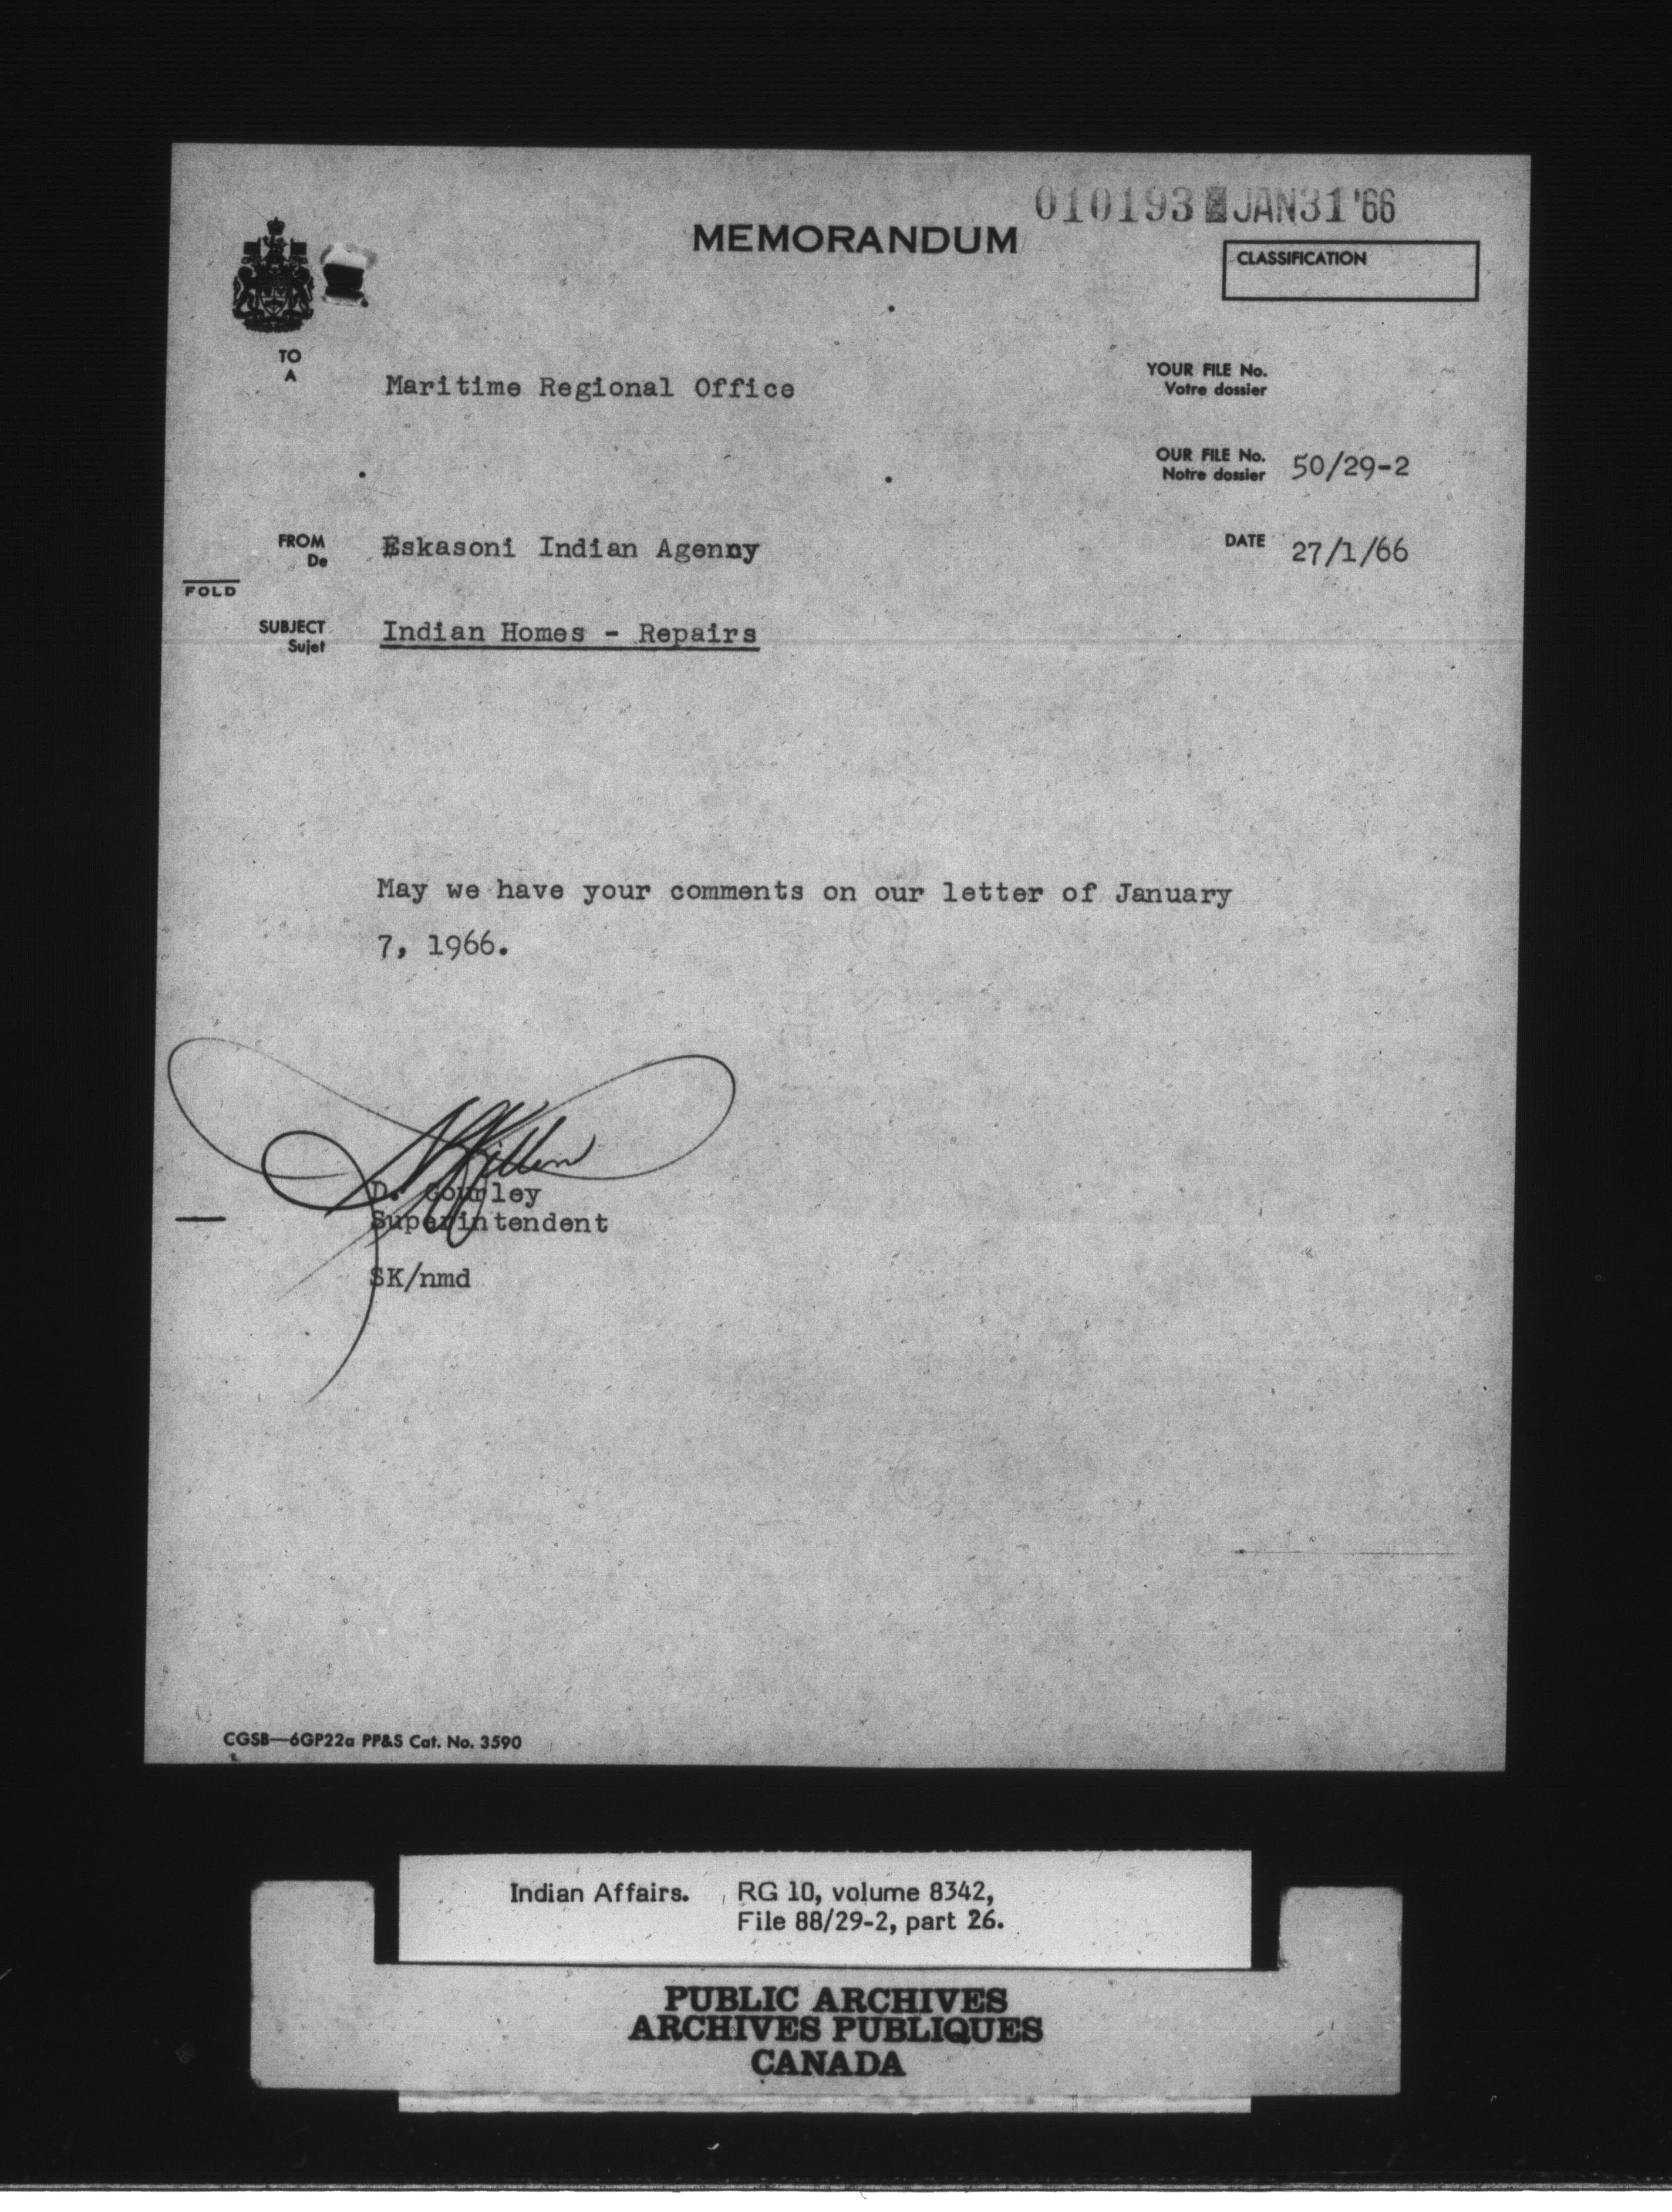 010193 JAN31'66
MEMORANDUM
CLASSIFICATION
TO
A
Maritime Regional Office
YOUR FILE No.
Votre dossier
OUR FILE No.
Notre dossier
50/29-2
FROM
De
Eskasoni Indian Agenny
DATE
27/1/66
FOLD
SUBJECT
Sujet
Indian Homes - Repairs
May we have your comments on our letter of January
7, 1966.
D. Gourley
Superintendent
SK/nmd
CGSB—6GP22a PP&S Cat. No. 3590
Indian Affairs. RG 10, volume 8342,
File 88/29-2, part 26.
PUBLIC ARCHIVES
ARCHIVES PUBLIQUES
CANADA